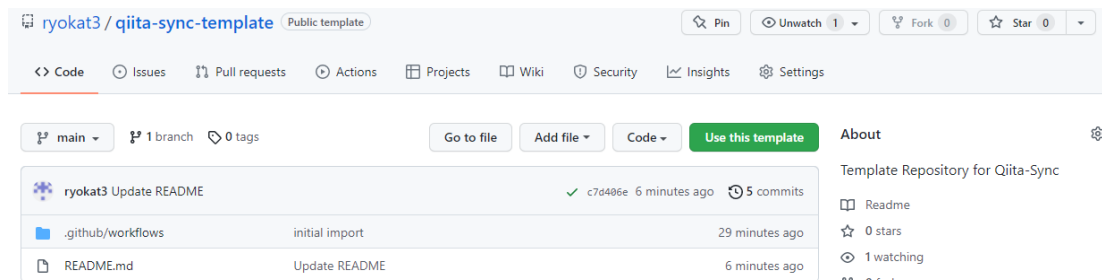 ryokat3 / qiita-sync-template Public template Pin Unwatch 1 Fork 0 Star 0
Code Issues Pull requests Actions Projects Wiki Security Insights Settings
main 1 branch 0 tags Go to file Add file Code Use this template
About
Template Repository for Qiita-Sync
ryokat3 Update README c7d406e 6 minutes ago 5 commits
.github/workflows initial import 29 minutes ago
README.md Update README 6 minutes ago
Readme
0 stars
1 watching